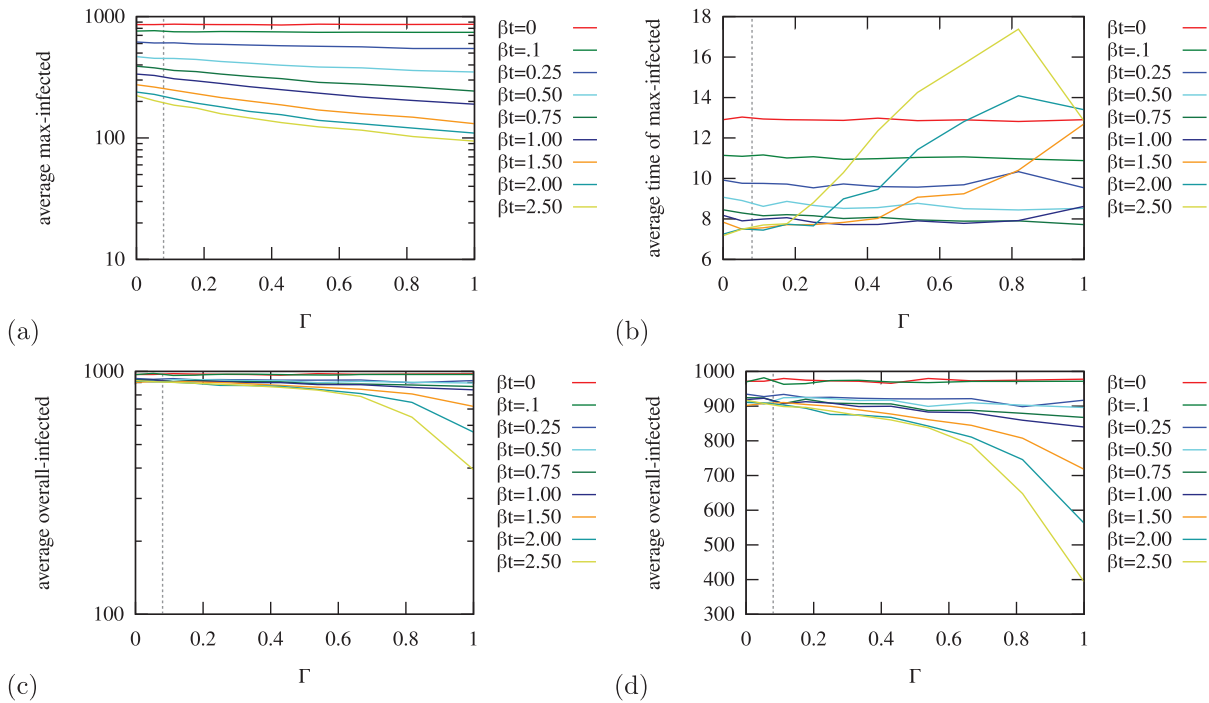 1000
100
10
average max-infected
0 0.2 0.4 0.6 0.8 1
Γ
(a)
βt=0
βt=.1
βt=0.25
βt=0.50
βt=0.75
βt=1.00
βt=1.50
βt=2.00
βt=2.50
18
16
14
12
10
8
6
average time of max-infected
0 0.2 0.4 0.6 0.8 1
Γ
(b)
βt=0
βt=.1
βt=0.25
βt=0.50
βt=0.75
βt=1.00
βt=1.50
βt=2.00
βt=2.50
1000
100
average overall-infected
0 0.2 0.4 0.6 0.8 1
Γ
(c)
βt=0
βt=.1
βt=0.25
βt=0.50
βt=0.75
βt=1.00
βt=1.50
βt=2.00
βt=2.50
1000
900
800
700
600
500
400
300
average overall-infected
0 0.2 0.4 0.6 0.8 1
Γ
(d)
βt=0
βt=.1
βt=0.25
βt=0.50
βt=0.75
βt=1.00
βt=1.50
βt=2.00
βt=2.50